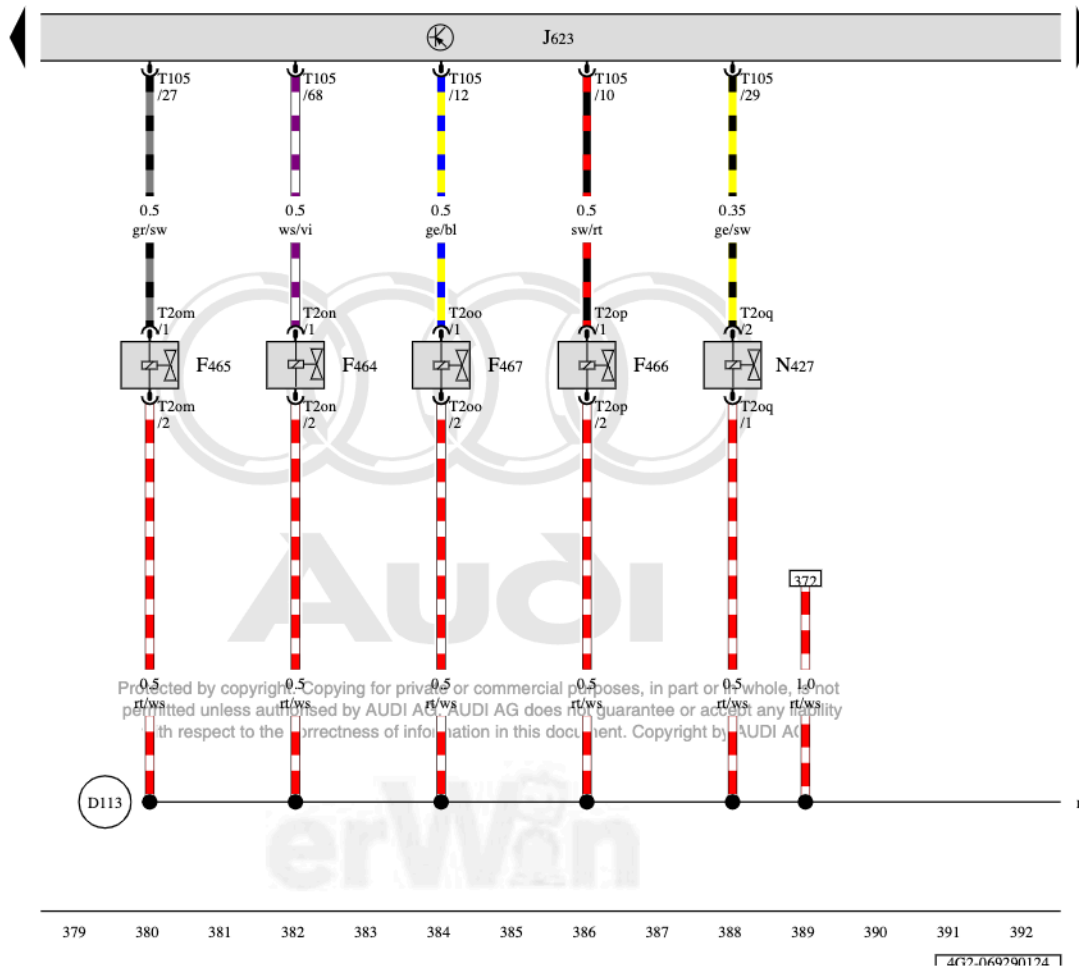 J623
T105 T105 T105 T105 T105
/27 /68 /12 /10 /29
0.5 0.5 0.5 0.5 0.35
gr/sw ws/vi ge/bl sw/rt ge/sw
T2om T2on T2oo T2op T2oq
/1 /1 /1 /1 /2
F465 F464 F467 F466 N427
T2om T2on T2oo T2op T2oq
/2 /2 /2 /2 /1
Audi
372
0.5 0.5 0.5 0.5 0.5 1.0
rt/ws rt/ws rt/ws rt/ws rt/ws rt/ws
Protected by copyright. Copying for private or commercial purposes, in part or in whole, is not
permitted unless authorised by AUDI AG. AUDI AG does not guarantee or accept any liability
with respect to the correctness of information in this document. Copyright by AUDI AG.
D113
erWin
379 380 381 382 383 384 385 386 387 388 389 390 391 392
4G2-069290124